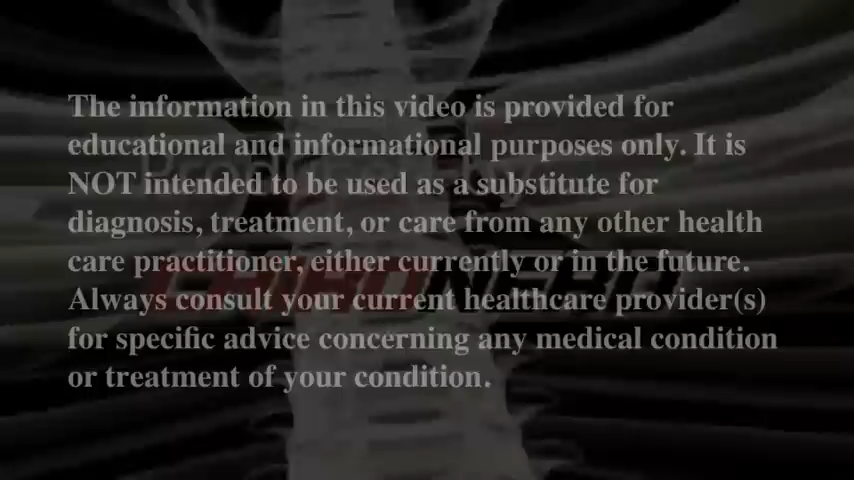 The information in this video is provided for
educational and informational purposes only. It is
NOT intended to be used as a substitute for
diagnosis, treatment, or care from any other health
care practitioner, either currently or in the future.
Always consult your current healthcare provider(s)
for specific advice concerning any medical condition
or treatment of your condition.
CHIRONERD